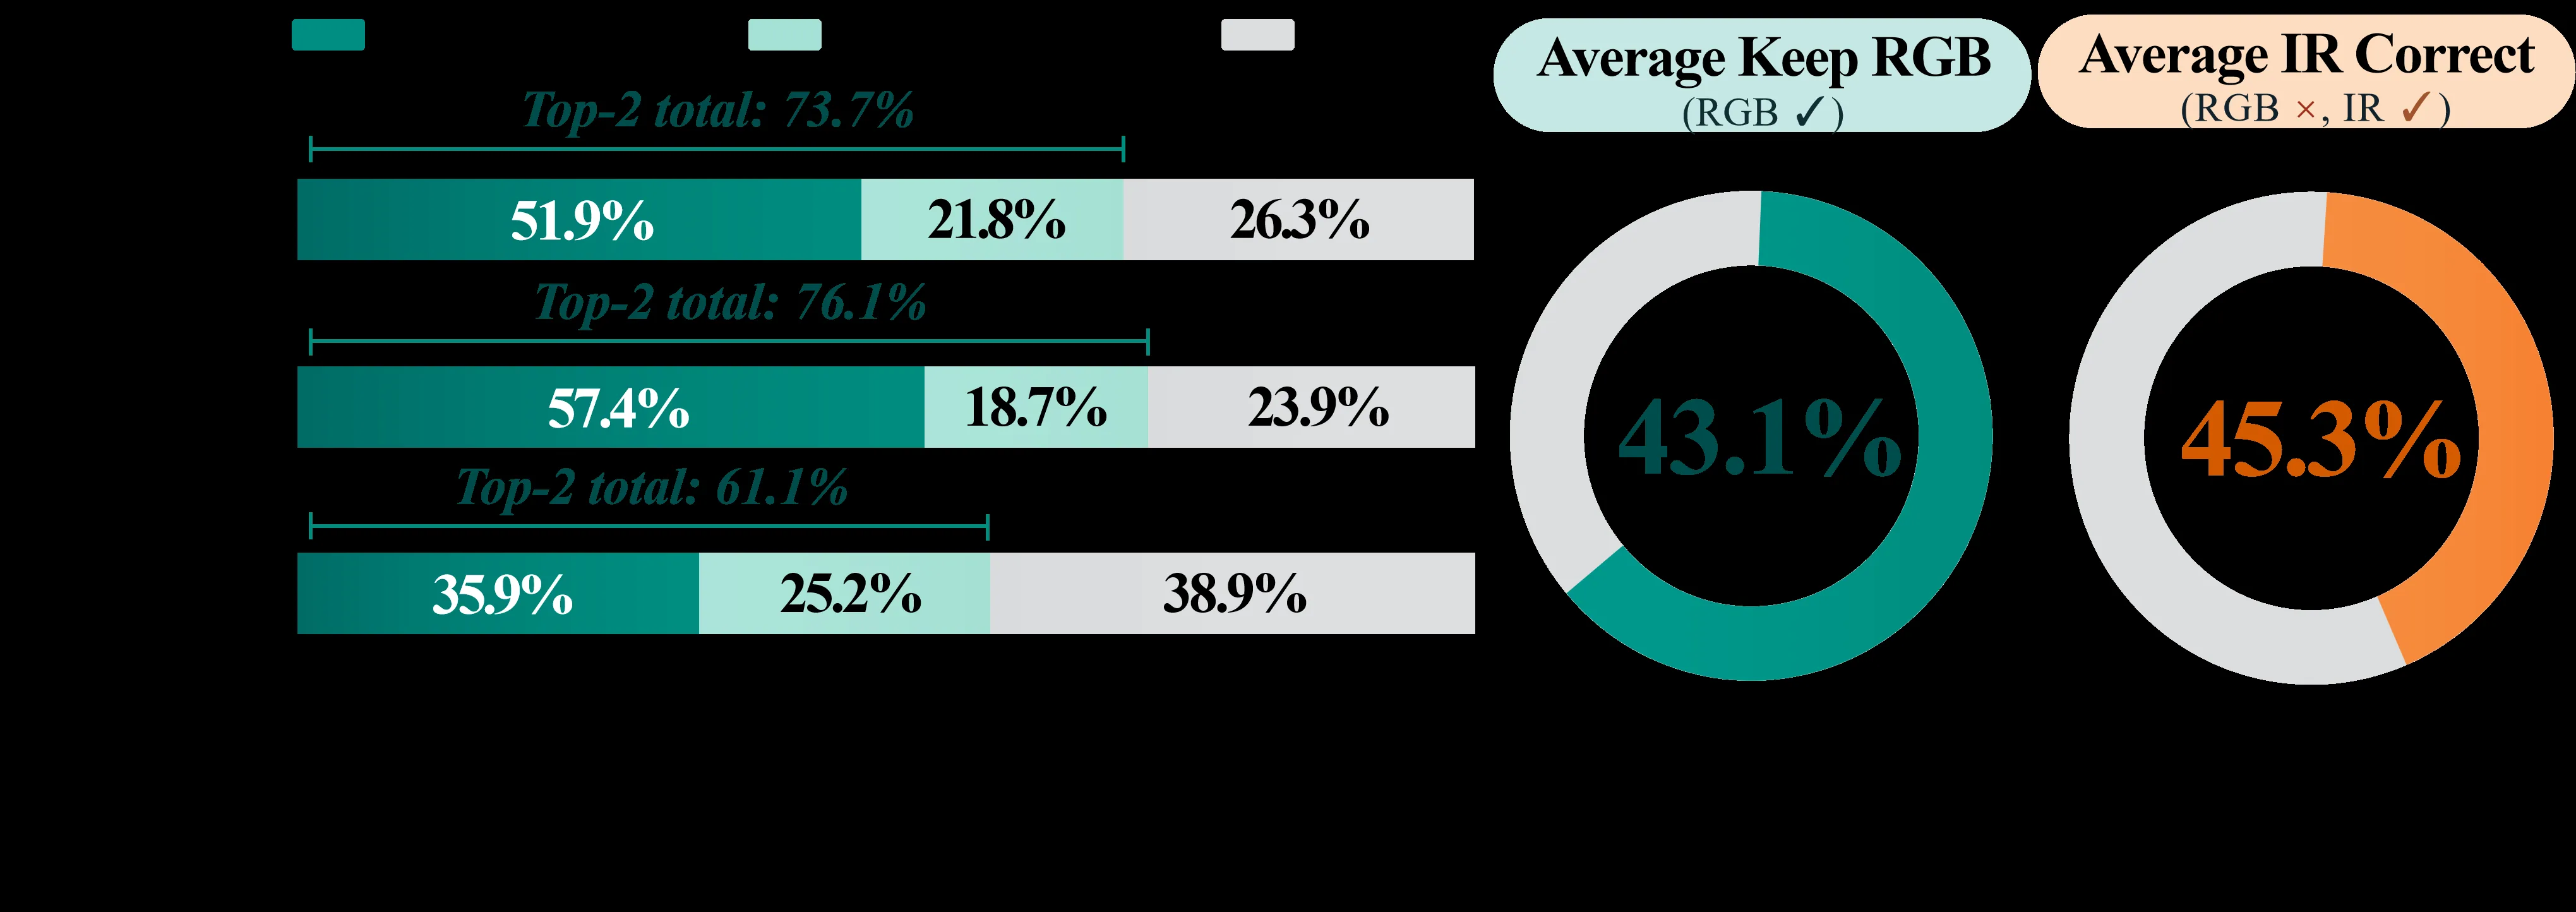 Top-2 total: 73.7%
51.9% 21.8% 26.3%
Top-2 total: 76.1%
57.4% 18.7% 23.9%
Top-2 total: 61.1%
35.9% 25.2% 38.9%
Average Keep RGB
(RGB ✓)
43.1%
Average IR Correct
(RGB ×, IR ✓)
45.3%